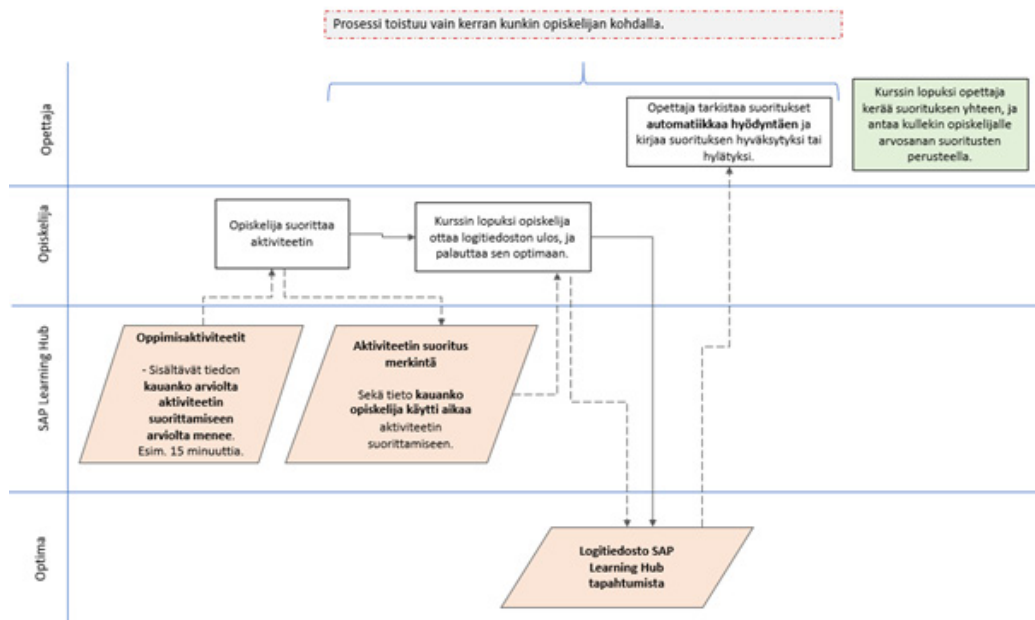 Prosessi toistuu vain kerran kunkin opiskelijan kohdalla.
Opettaja
Opettaja tarkistaa suoritukset
automatiikkaa hyödyntäen ja
kirjaa suorituksen hyväksytyksi tai
hylätyksi.
Kurssin lopuksi opettaja
kerää suorituksen yhteen, ja
antaa kullekin opiskelijalle
arvosanan suoritusten
perusteella.
Opiskelija
Opiskelija suorittaa
aktiviteetin
Kurssin lopuksi opiskelija
ottaa logitiedoston ulos, ja
palauttaa sen optimaan.
SAP Learning Hub
Oppimisaktiviteetit
- Sisältävät tiedon
kauanko arviolta
aktiviteetin
suorittamiseen
arviolta menee.
Esim. 15 minuuttia.
Aktiviteetin suoritus
merkintä
Sekä tieto kauanko
opiskelija käytti aikaa
aktiviteetin
suorittamiseen.
Optima
Logitiedosto SAP
Learning Hub
tapahtumista